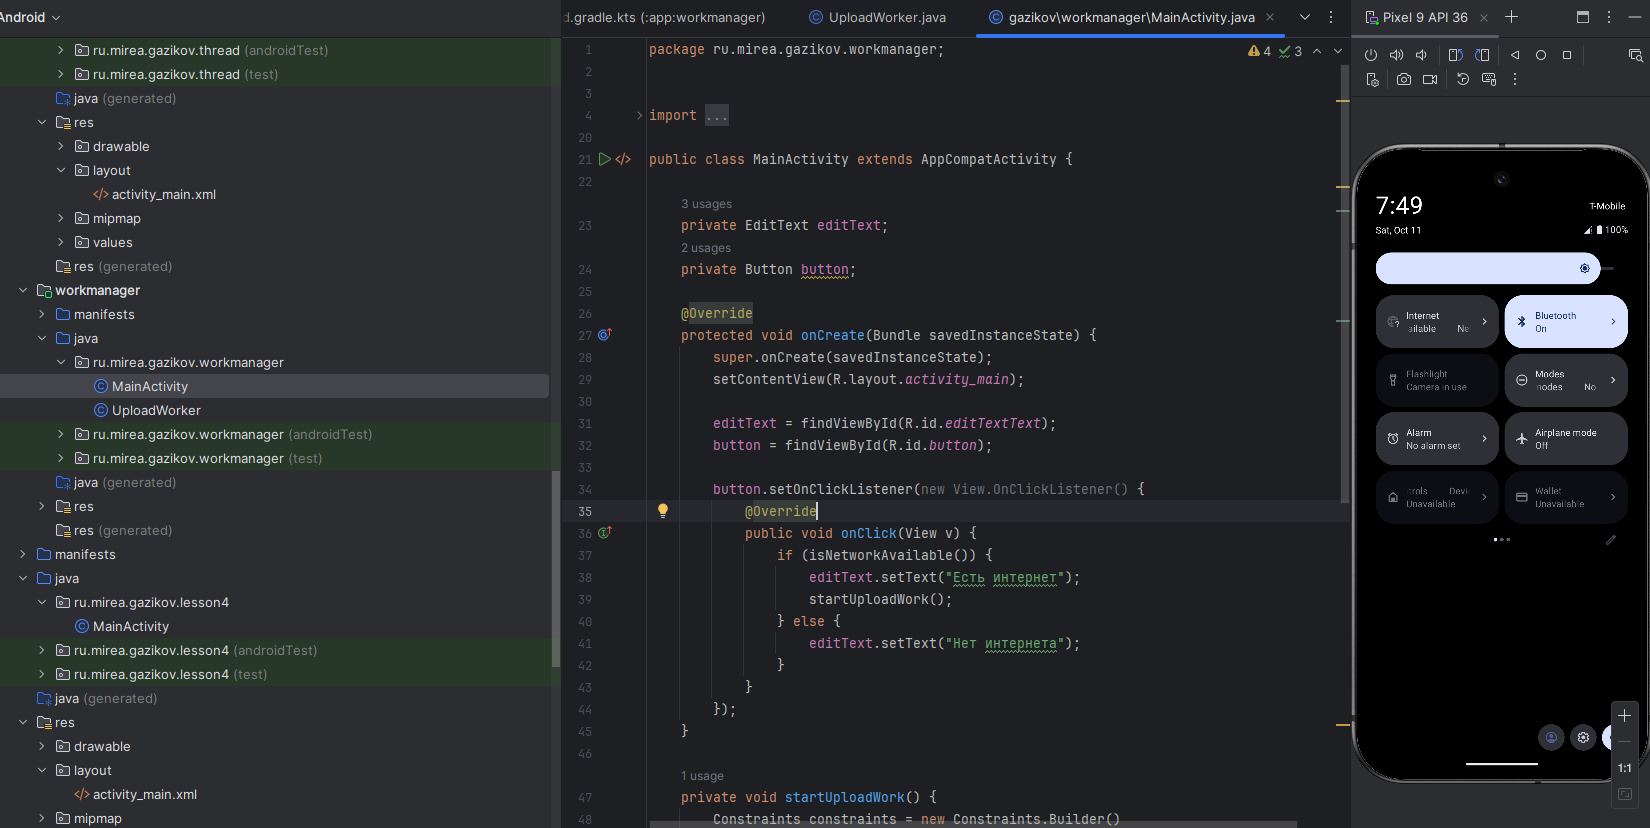 Android
ru.mirea.gazikov.thread (androidTest)
ru.mirea.gazikov.thread (test)
java (generated)
res
drawable
layout
activity_main.xml
mipmap
values
res (generated)
workmanager
manifests
java
ru.mirea.gazikov.workmanager
MainActivity
UploadWorker
ru.mirea.gazikov.workmanager (androidTest)
ru.mirea.gazikov.workmanager (test)
java (generated)
res
res (generated)
manifests
java
ru.mirea.gazikov.lesson4
MainActivity
ru.mirea.gazikov.lesson4 (androidTest)
ru.mirea.gazikov.lesson4 (test)
java (generated)
res
drawable
layout
activity_main.xml
mipmap
d.gradle.kts (:app:workmanager)
UploadWorker.java
gazikov\workmanager\MainActivity.java
4 3
1 package ru.mirea.gazikov.workmanager;
2
3
4 import ...
20
21 public class MainActivity extends AppCompatActivity {
22
3 usages
23 private EditText editText;
2 usages
24 private Button button;
25
26 @Override
27 protected void onCreate(Bundle savedInstanceState) {
28 super.onCreate(savedInstanceState);
29 setContentView(R.layout.activity_main);
30
31 editText = findViewById(R.id.editTextText);
32 button = findViewById(R.id.button);
33
34 button.setOnClickListener(new View.OnClickListener() {
35 @Override
36 public void onClick(View v) {
37 if (isNetworkAvailable()) {
38 editText.setText("Есть интернет");
39 startUploadWork();
40 } else {
41 editText.setText("Нет интернета");
42 }
43 }
44 });
45 }
46
1 usage
47 private void startUploadWork() {
48 Constraints constraints = new Constraints.Builder()
Pixel 9 API 36
7:49
T-Mobile
Sat, Oct 11
100%
Internet
ailable Ne
Bluetooth
On
Flashlight
Camera in use
Modes
nodes No
Alarm
No alarm set
Airplane mode
Off
trols Devi
Unavailable
Wallet
Unavailable
1:1